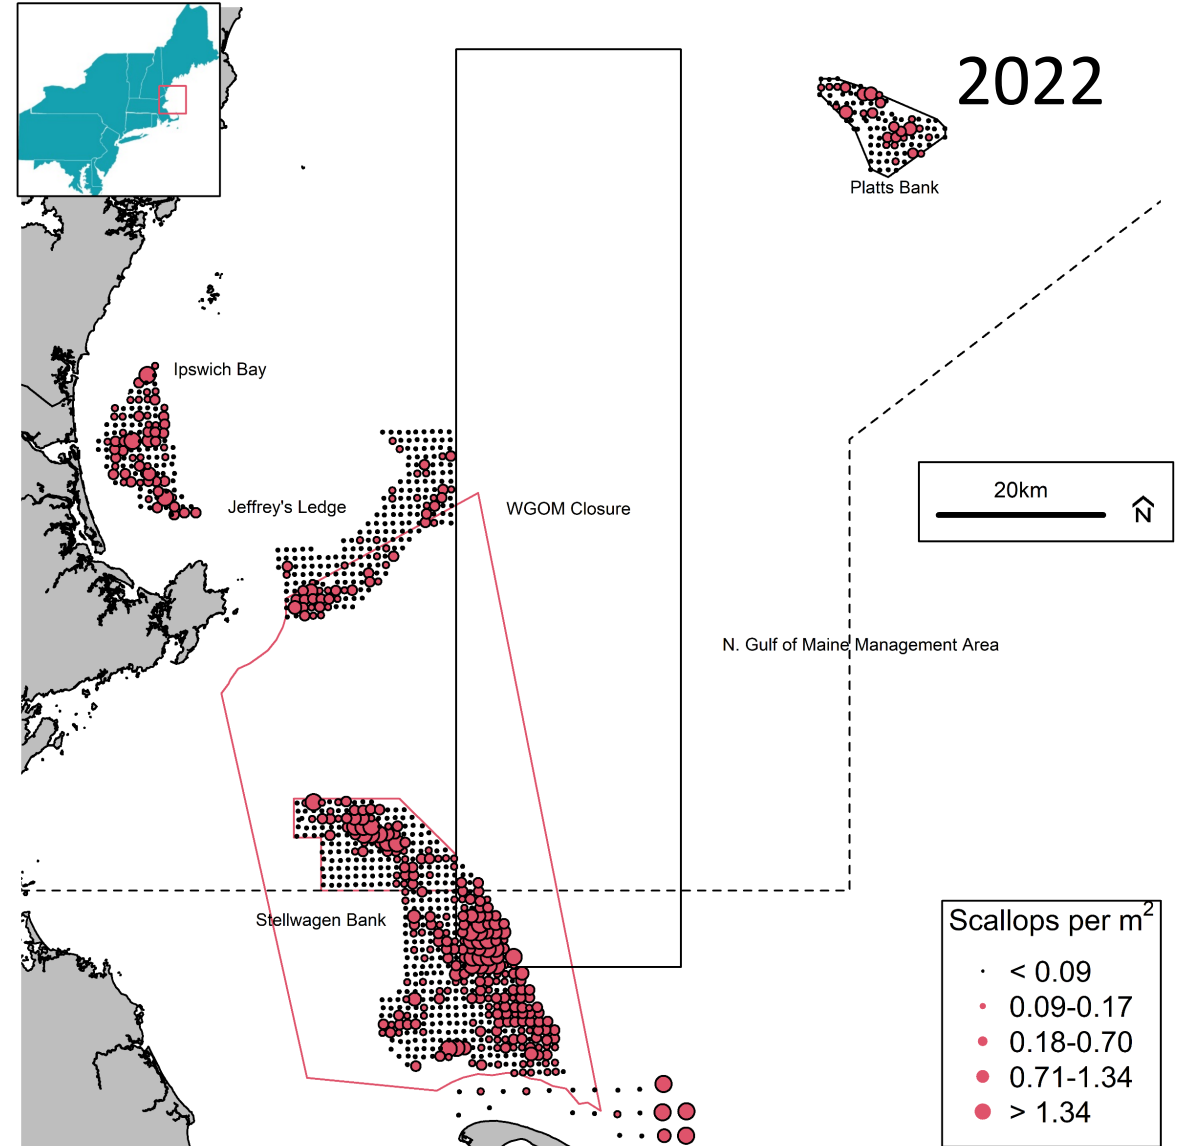 2022
Platts Bank
Ipswich Bay
20km
N
Jeffrey's Ledge
WGOM Closure
N. Gulf of Maine Management Area
Stellwagen Bank
Scallops per m²
< 0.09
0.09-0.17
0.18-0.70
0.71-1.34
> 1.34